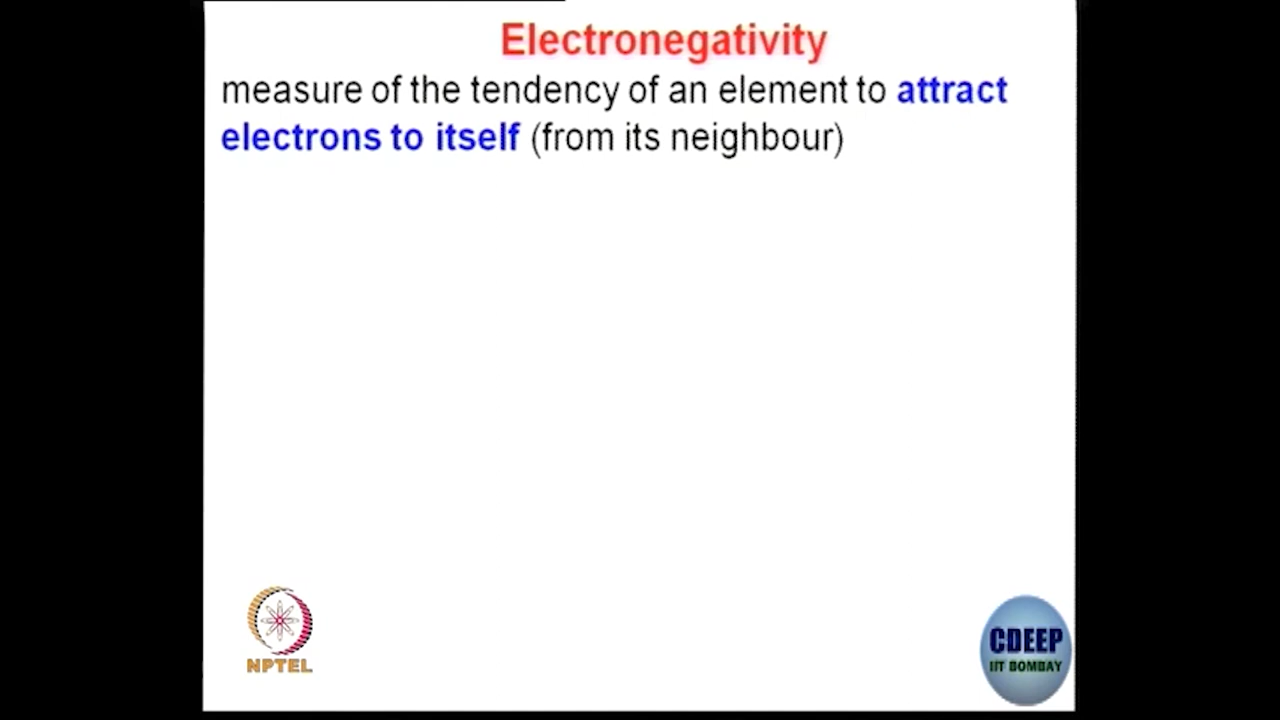 Electronegativity
measure of the tendency of an element to attract
electrons to itself (from its neighbour)
NPTEL
CDEEP
IIT BOMBAY